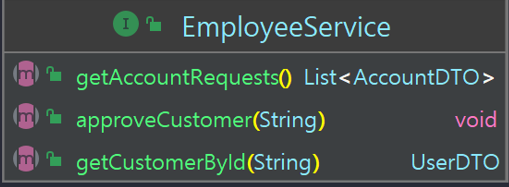 I EmployeeService
m getAccountRequests() List<AccountDTO>
m approveCustomer(String) void
m getCustomerById(String) UserDTO